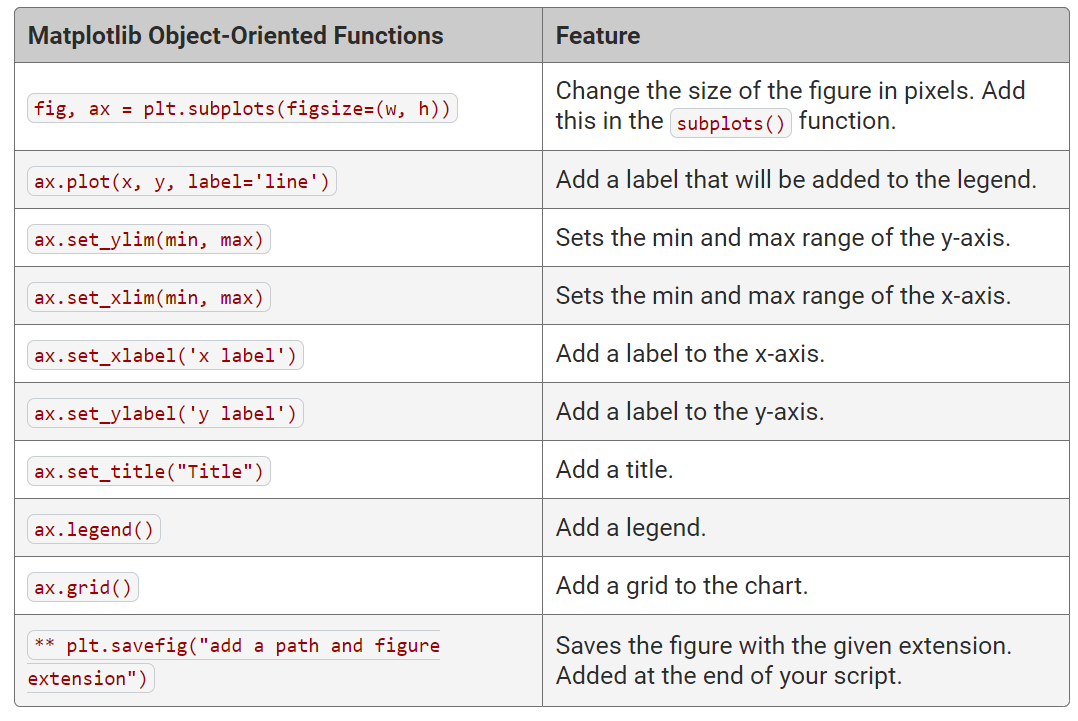 Matplotlib Object-Oriented Functions
Feature
fig, ax = plt.subplots(figsize=(w, h))
Change the size of the figure in pixels. Add
this in the subplots() function.
ax.plot(x, y, label='line')
Add a label that will be added to the legend.
ax.set_ylim(min, max)
Sets the min and max range of the y-axis.
ax.set_xlim(min, max)
Sets the min and max range of the x-axis.
ax.set_xlabel('x label')
Add a label to the x-axis.
ax.set_ylabel('y label')
Add a label to the y-axis.
ax.set_title("Title")
Add a title.
ax.legend()
Add a legend.
ax.grid()
Add a grid to the chart.
** plt.savefig("add a path and figure
extension")
Saves the figure with the given extension.
Added at the end of your script.